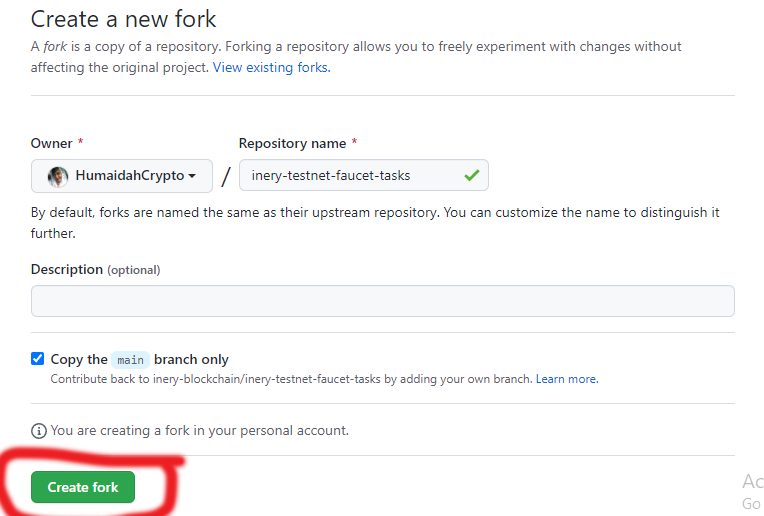 Create a new fork
A fork is a copy of a repository. Forking a repository allows you to freely experiment with changes without
affecting the original project. View existing forks.
Owner *
Repository name *
HumaidahCrypto / inery-testnet-faucet-tasks
By default, forks are named the same as their upstream repository. You can customize the name to distinguish it
further.
Description (optional)
Copy the main branch only
Contribute back to inery-blockchain/inery-testnet-faucet-tasks by adding your own branch. Learn more.
You are creating a fork in your personal account.
Create fork
Ac
Go